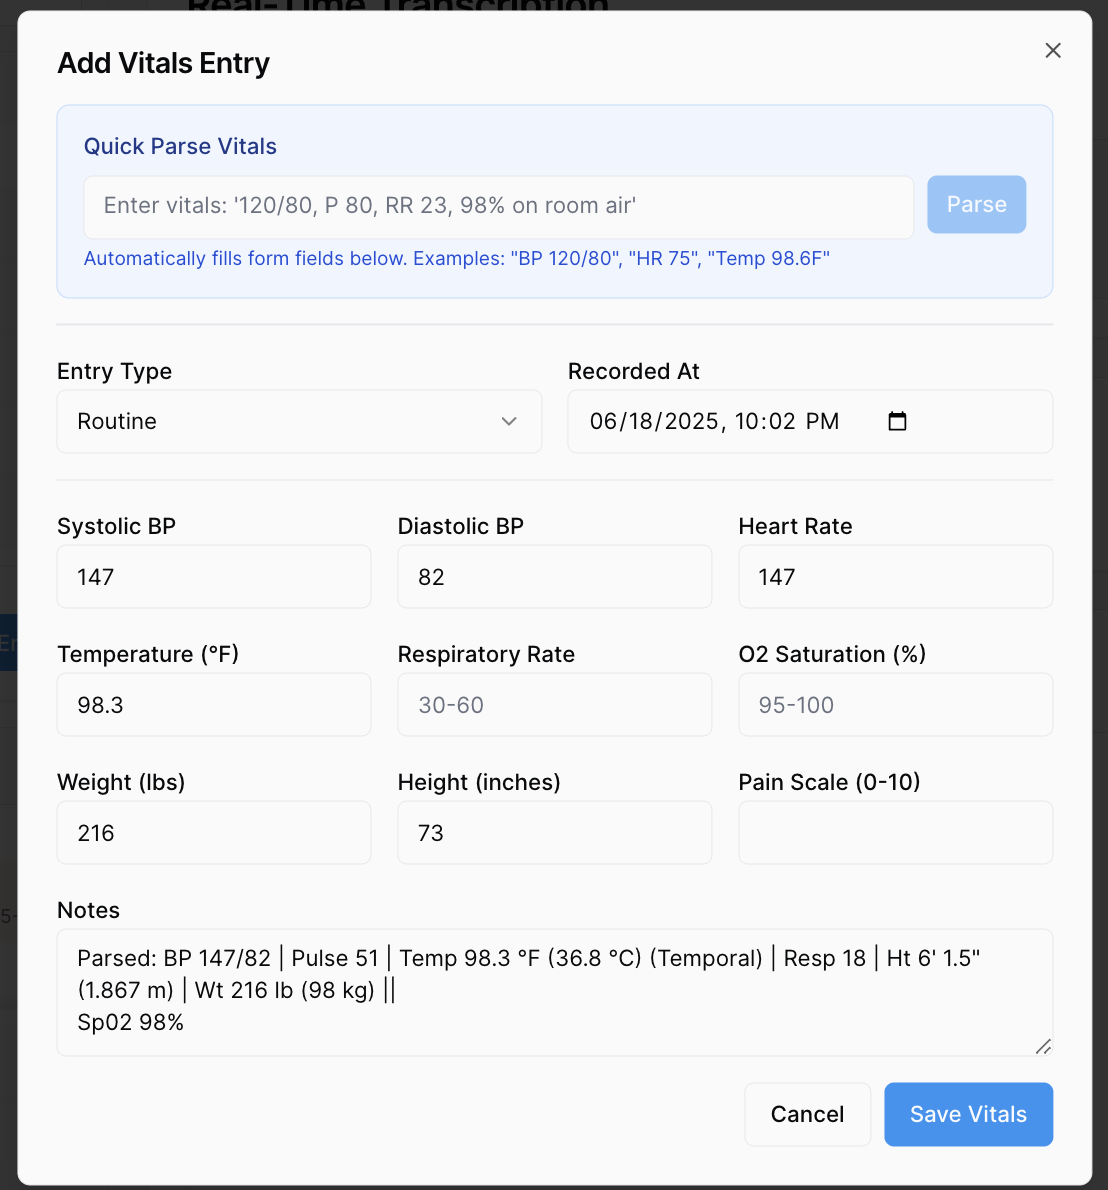 Real-Time Transcription
Add Vitals Entry
Quick Parse Vitals
Enter vitals: '120/80, P 80, RR 23, 98% on room air'
Parse
Automatically fills form fields below. Examples: "BP 120/80", "HR 75", "Temp 98.6F"
Entry Type
Recorded At
Routine
06/18/2025, 10:02 PM
Systolic BP
Diastolic BP
Heart Rate
147
82
147
Temperature (°F)
Respiratory Rate
O2 Saturation (%)
98.3
30-60
95-100
Weight (lbs)
Height (inches)
Pain Scale (0-10)
216
73
Notes
Parsed: BP 147/82 | Pulse 51 | Temp 98.3 °F (36.8 °C) (Temporal) | Resp 18 | Ht 6' 1.5"
(1.867 m) | Wt 216 lb (98 kg) ||
Sp02 98%
Cancel
Save Vitals